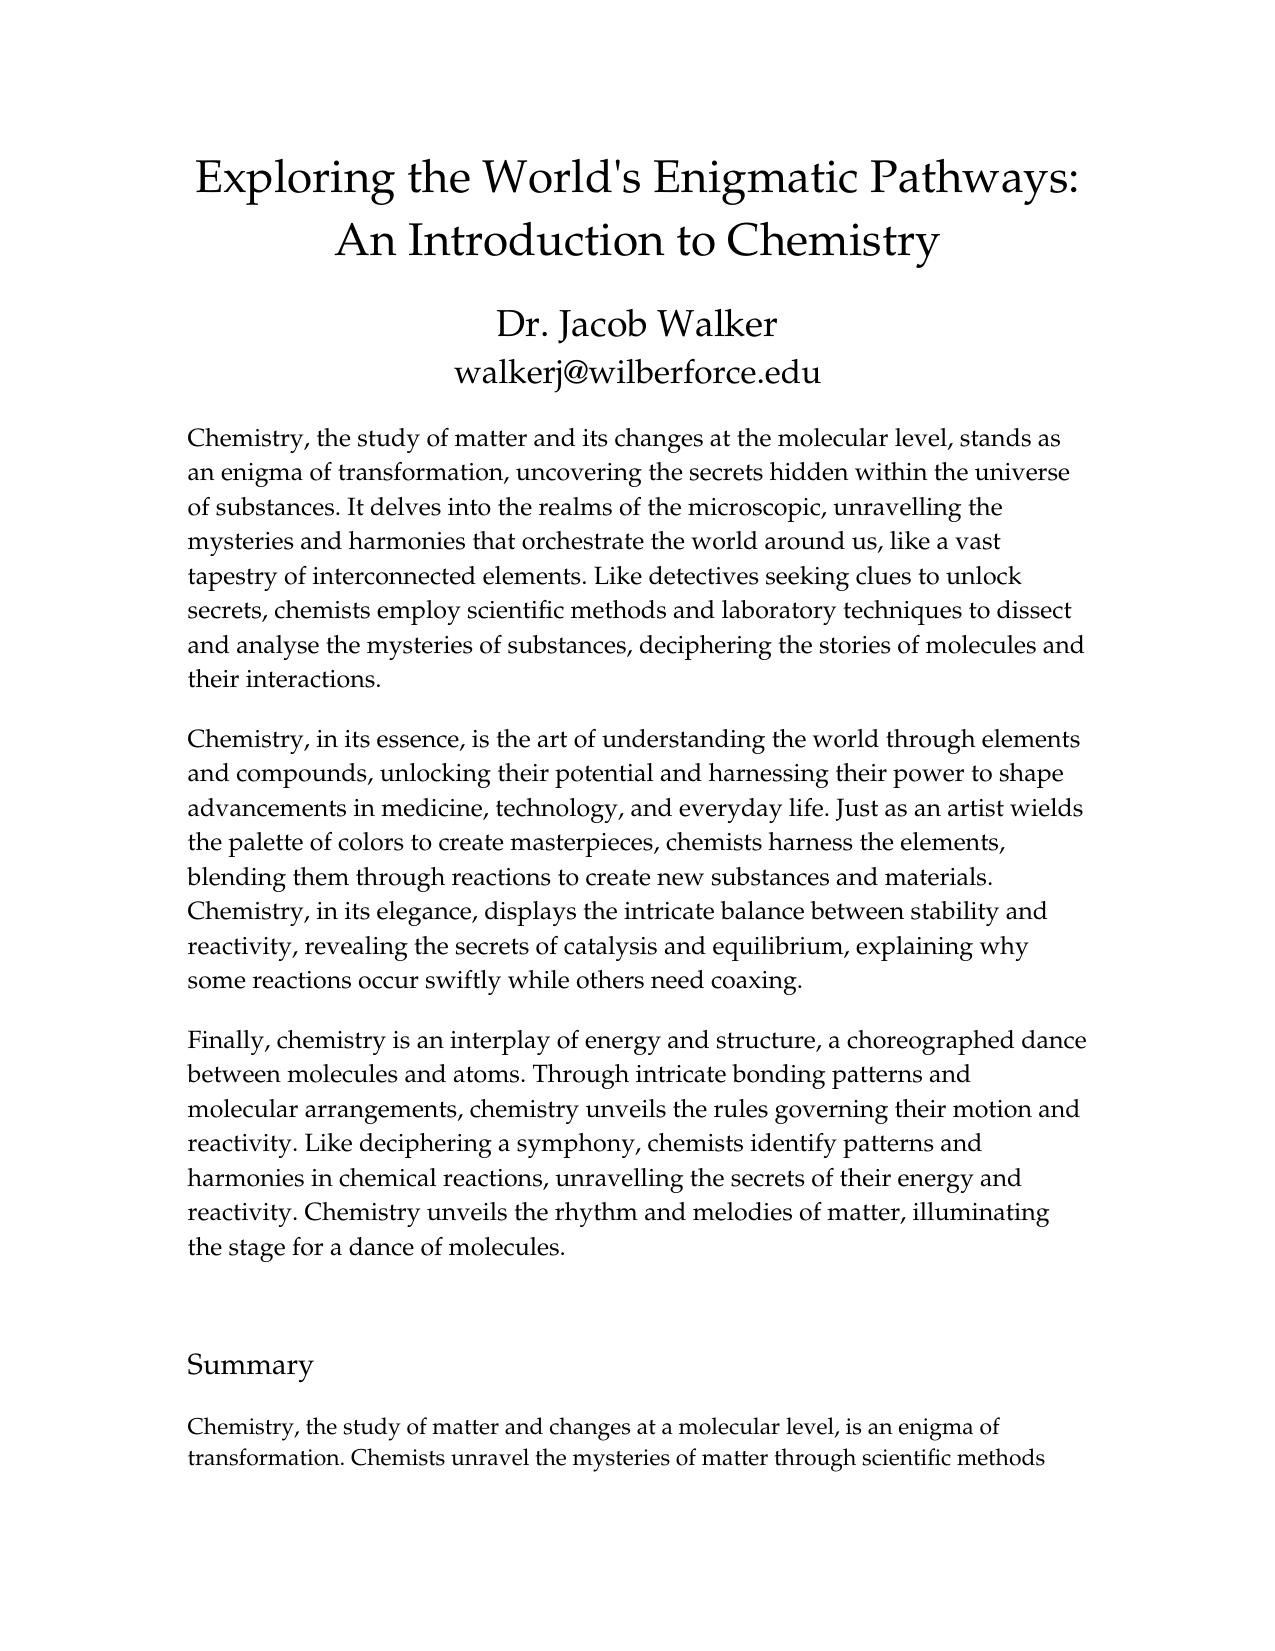 Exploring the World's Enigmatic Pathways:
An Introduction to Chemistry
Dr. Jacob Walker
walkerj@wilberforce.edu
Chemistry, the study of matter and its changes at the molecular level, stands as
an enigma of transformation, uncovering the secrets hidden within the universe
of substances. It delves into the realms of the microscopic, unravelling the
mysteries and harmonies that orchestrate the world around us, like a vast
tapestry of interconnected elements. Like detectives seeking clues to unlock
secrets, chemists employ scientific methods and laboratory techniques to dissect
and analyse the mysteries of substances, deciphering the stories of molecules and
their interactions.
Chemistry, in its essence, is the art of understanding the world through elements
and compounds, unlocking their potential and harnessing their power to shape
advancements in medicine, technology, and everyday life. Just as an artist wields
the palette of colors to create masterpieces, chemists harness the elements,
blending them through reactions to create new substances and materials.
Chemistry, in its elegance, displays the intricate balance between stability and
reactivity, revealing the secrets of catalysis and equilibrium, explaining why
some reactions occur swiftly while others need coaxing.
Finally, chemistry is an interplay of energy and structure, a choreographed dance
between molecules and atoms. Through intricate bonding patterns and
molecular arrangements, chemistry unveils the rules governing their motion and
reactivity. Like deciphering a symphony, chemists identify patterns and
harmonies in chemical reactions, unravelling the secrets of their energy and
reactivity. Chemistry unveils the rhythm and melodies of matter, illuminating
the stage for a dance of molecules.
Summary
Chemistry, the study of matter and changes at a molecular level, is an enigma of
transformation. Chemists unravel the mysteries of matter through scientific methods